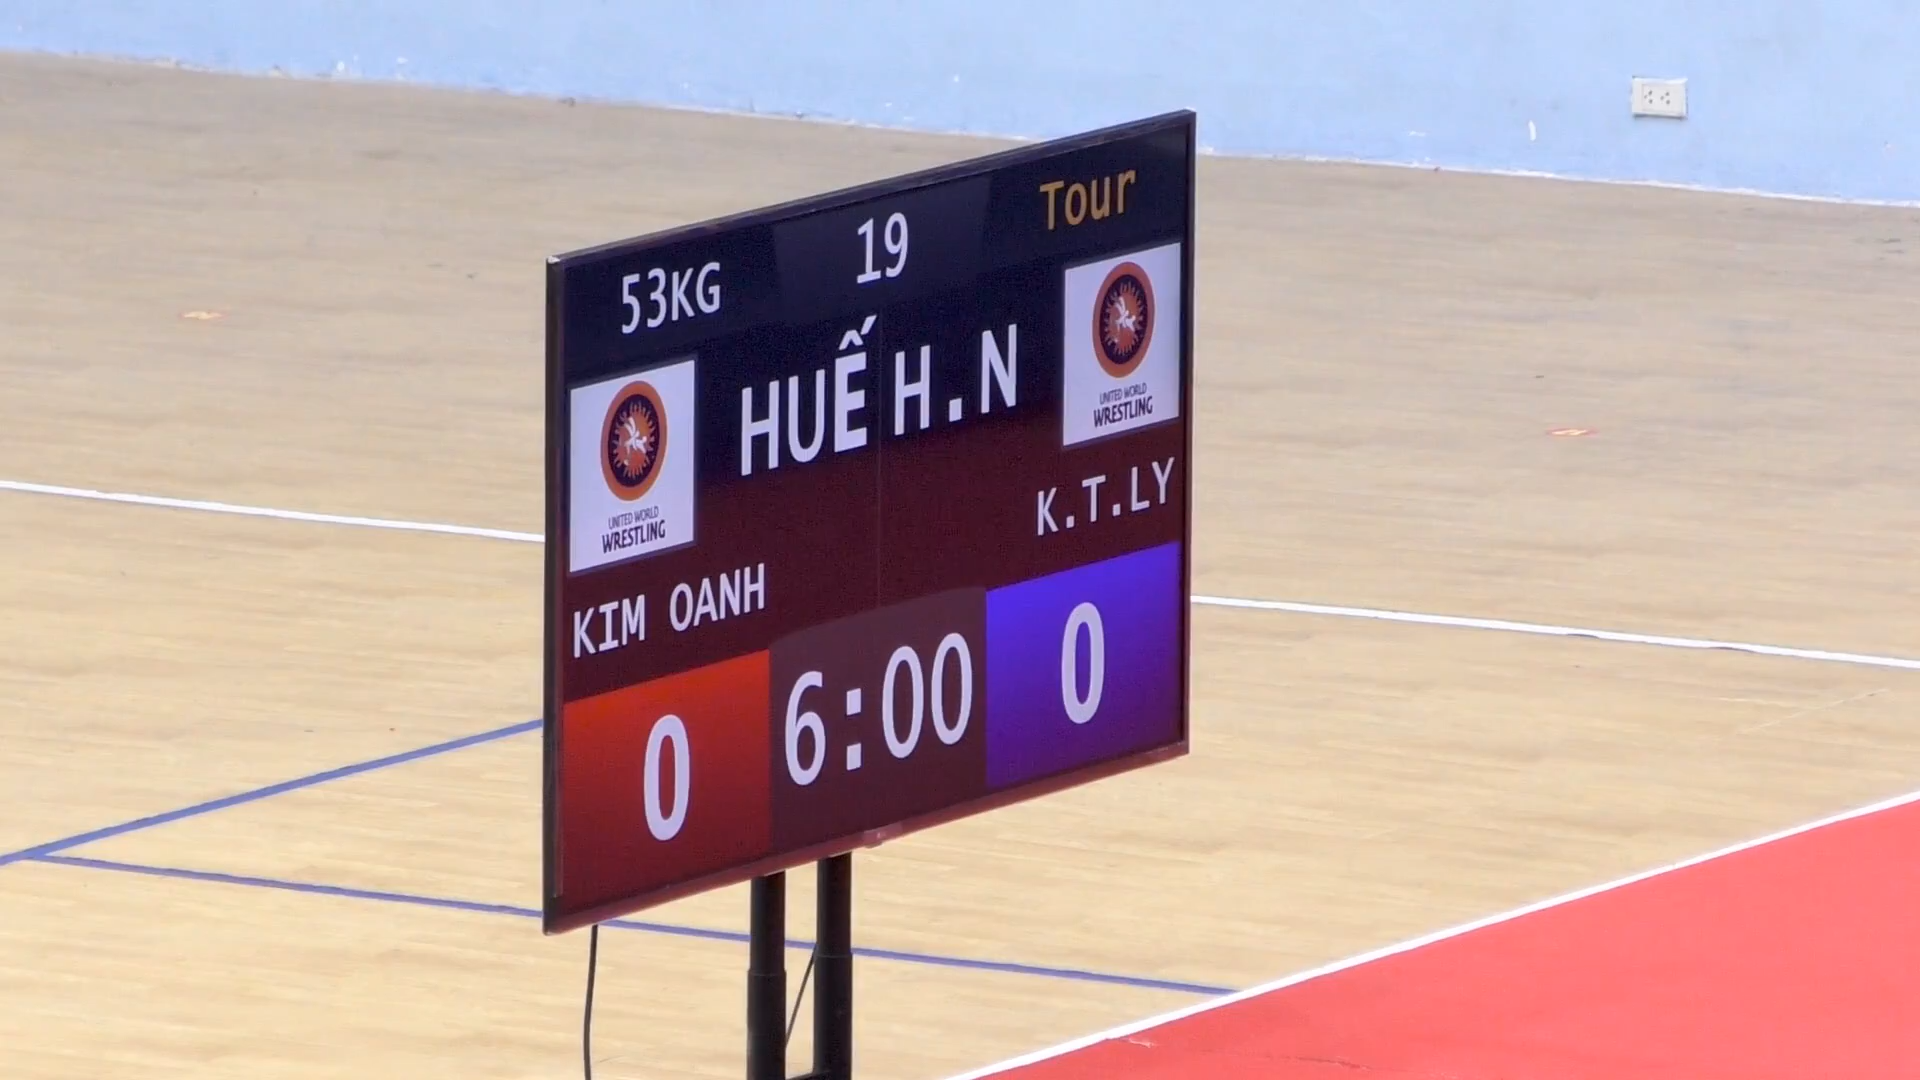 53KG 19 Tour
HUẾ H.N
UNITED WORLD
WRESTLING
UNITED WORLD
WRESTLING
KIM OANH K.T.LY
0 6:00 0